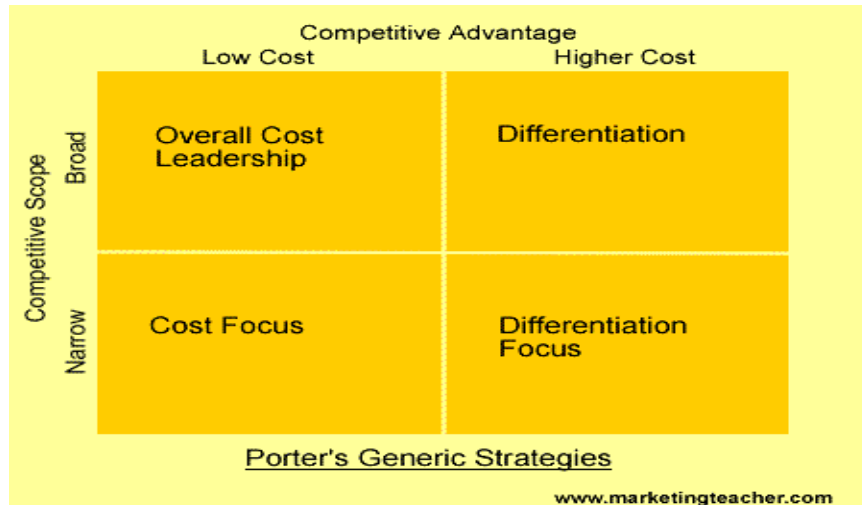 Competitive Advantage
Low Cost Higher Cost
Competitive Scope
Broad
Overall Cost
Leadership
Differentiation
Narrow
Cost Focus
Differentiation
Focus
Porter's Generic Strategies
www.marketingteacher.com